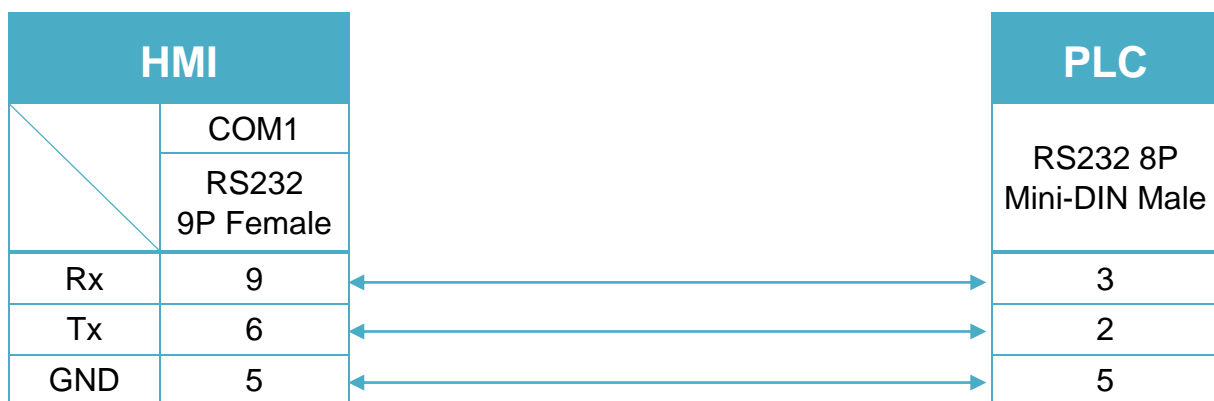 HMI
PLC
COM1
RS232
9P Female
RS232 8P
Mini-DIN Male
Rx 9 3
Tx 6 2
GND 5 5